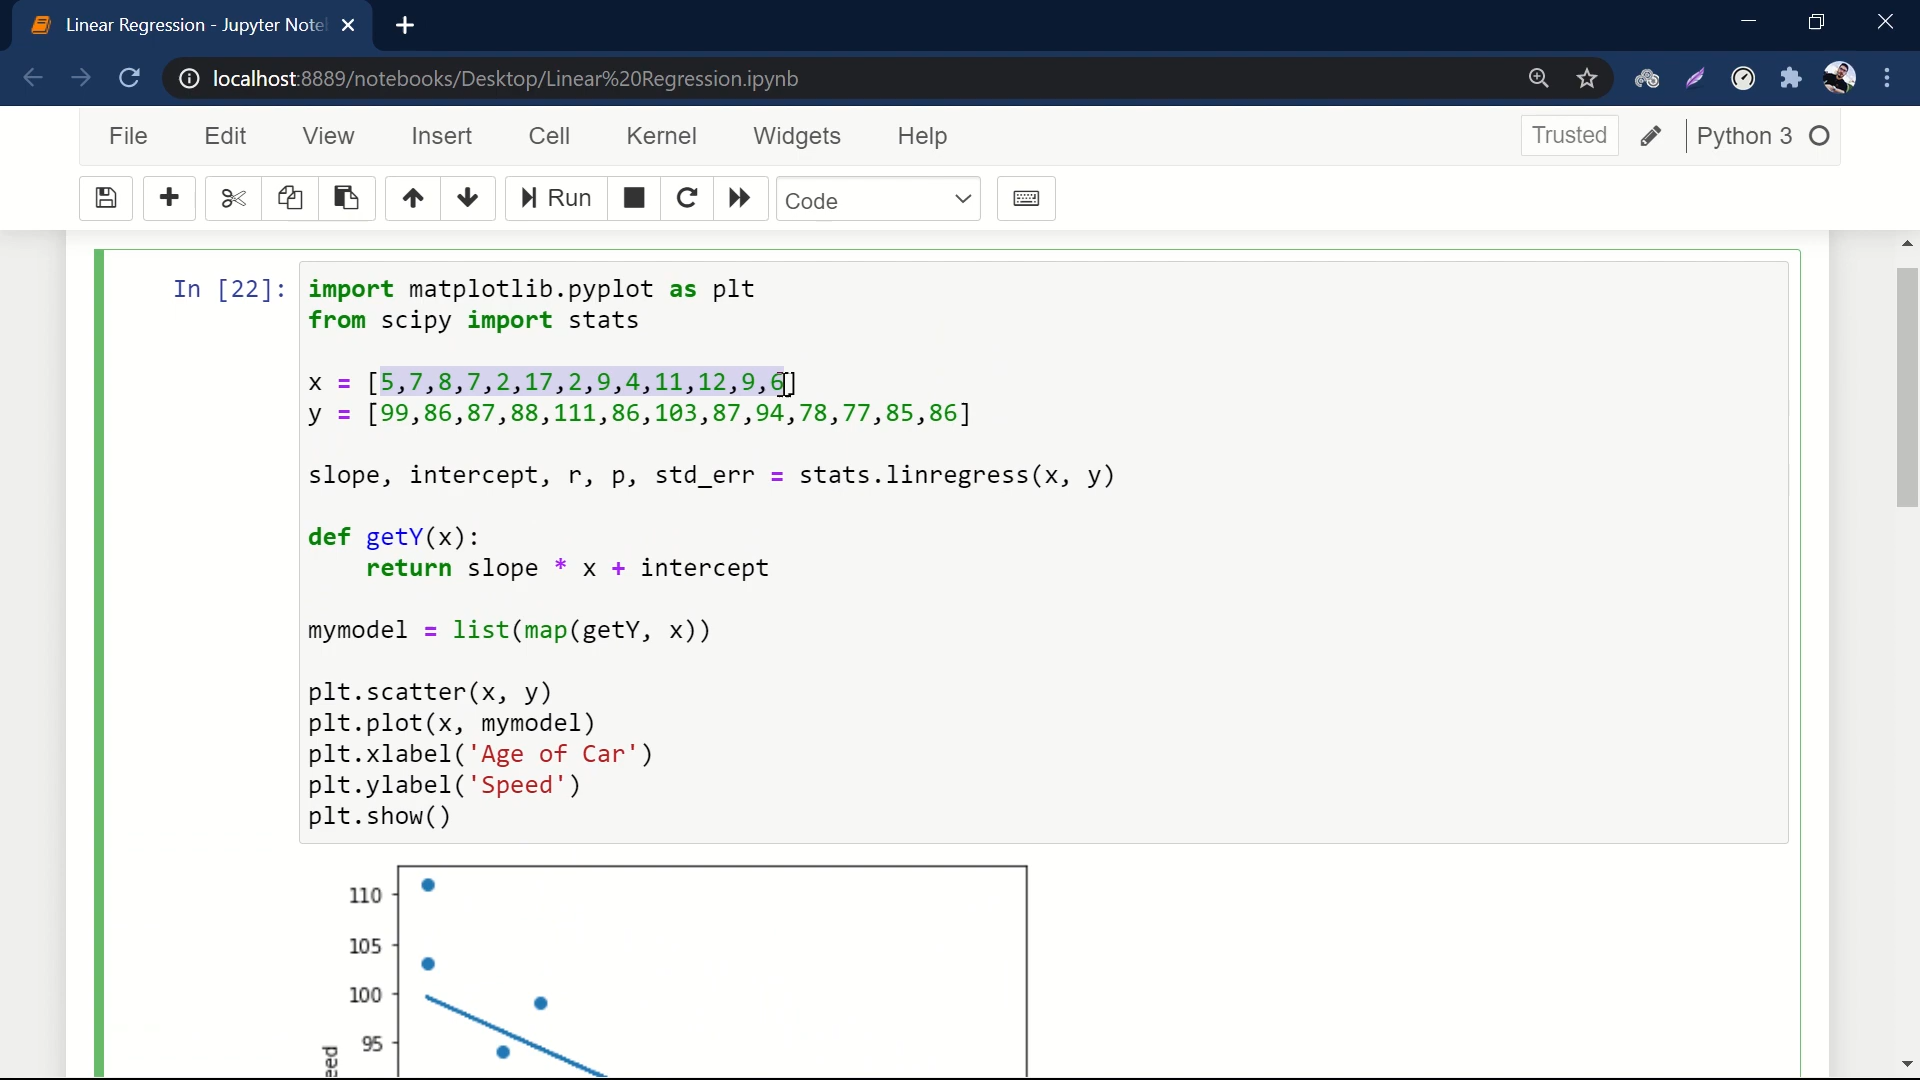 Linear Regression - Jupyter Note
localhost:8889/notebooks/Desktop/Linear%20Regression.ipynb
File Edit View Insert Cell Kernel Widgets Help Trusted Python 3
Run Code
In [22]: import matplotlib.pyplot as plt
from scipy import stats
x = [5,7,8,7,2,17,2,9,4,11,12,9,6]
y = [99,86,87,88,111,86,103,87,94,78,77,85,86]
slope, intercept, r, p, std_err = stats.linregress(x, y)
def getY(x):
    return slope * x + intercept
mymodel = list(map(getY, x))
plt.scatter(x, y)
plt.plot(x, mymodel)
plt.xlabel('Age of Car')
plt.ylabel('Speed')
plt.show()
110
105
100
95
eed